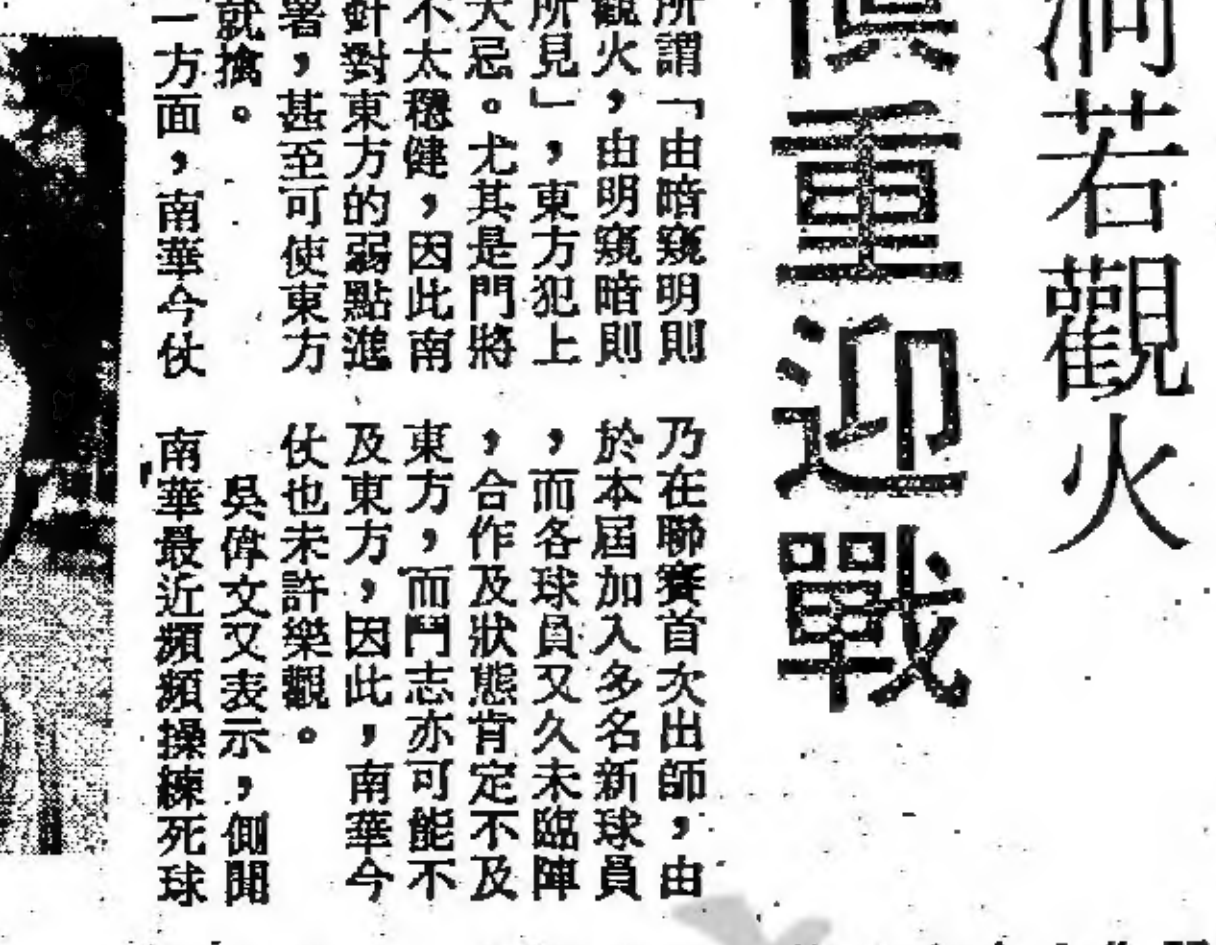 洞若觀火
慎重迎戰
所謂「由暗窺明則
觀火，由明窺暗則
所見」，東方犯上
大忌。尤其是門將
不太穩健，因此南
針對東方的弱點進
署，甚至可使東方
就擒。
一方面，南華今仗
乃在聯賽首次出師，由
於本屆加入多名新球員
，而各球員又久未臨陣
，合作及狀態肯定不及
東方，而鬥志亦可能不
及東方，因此，南華今
仗也未許樂觀。
吳偉文又表示，側聞
南華最近頻頻操練死球